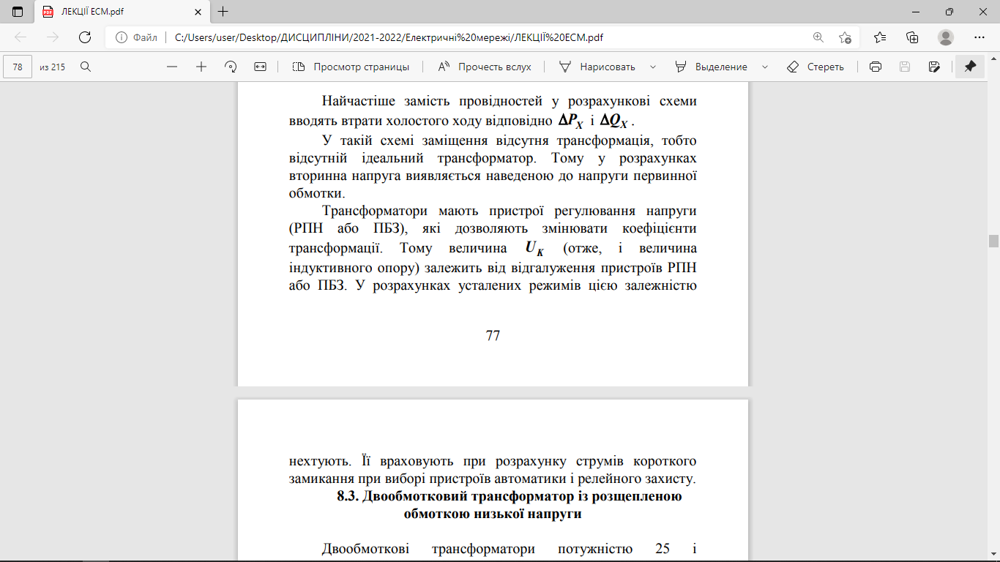 ЛЕКЦІЇ ЕСМ.pdf
Файл
C:/Users/user/Desktop/ДИСЦИПЛІНИ/2021-2022/Електричні%20мережі/ЛЕКЦІЇ%20ЕСМ.pdf
78 из 215 Просмотр страницы Прочесть вслух Нарисовать Выделение Стереть
Найчастіше замість провідностей у розрахункові схеми
вводять втрати холостого ходу відповідно ΔP_X і ΔQ_X .
У такій схемі заміщення відсутня трансформація, тобто
відсутній ідеальний трансформатор. Тому у розрахунках
вторинна напруга виявляється наведеною до напруги первинної
обмотки.
Трансформатори мають пристрої регулювання напруги
(РПН або ПБЗ), які дозволяють змінювати коефіцієнти
трансформації. Тому величина U_K (отже, і величина
індуктивного опору) залежить від відгалуження пристроїв РПН
або ПБЗ. У розрахунках усталених режимів цією залежністю
77
нехтують. Її враховують при розрахунку струмів короткого
замикання при виборі пристроїв автоматики і релейного захисту.
8.3. Двообмотковий трансформатор із розщепленою
обмоткою низької напруги
Двообмоткові трансформатори потужністю 25 і